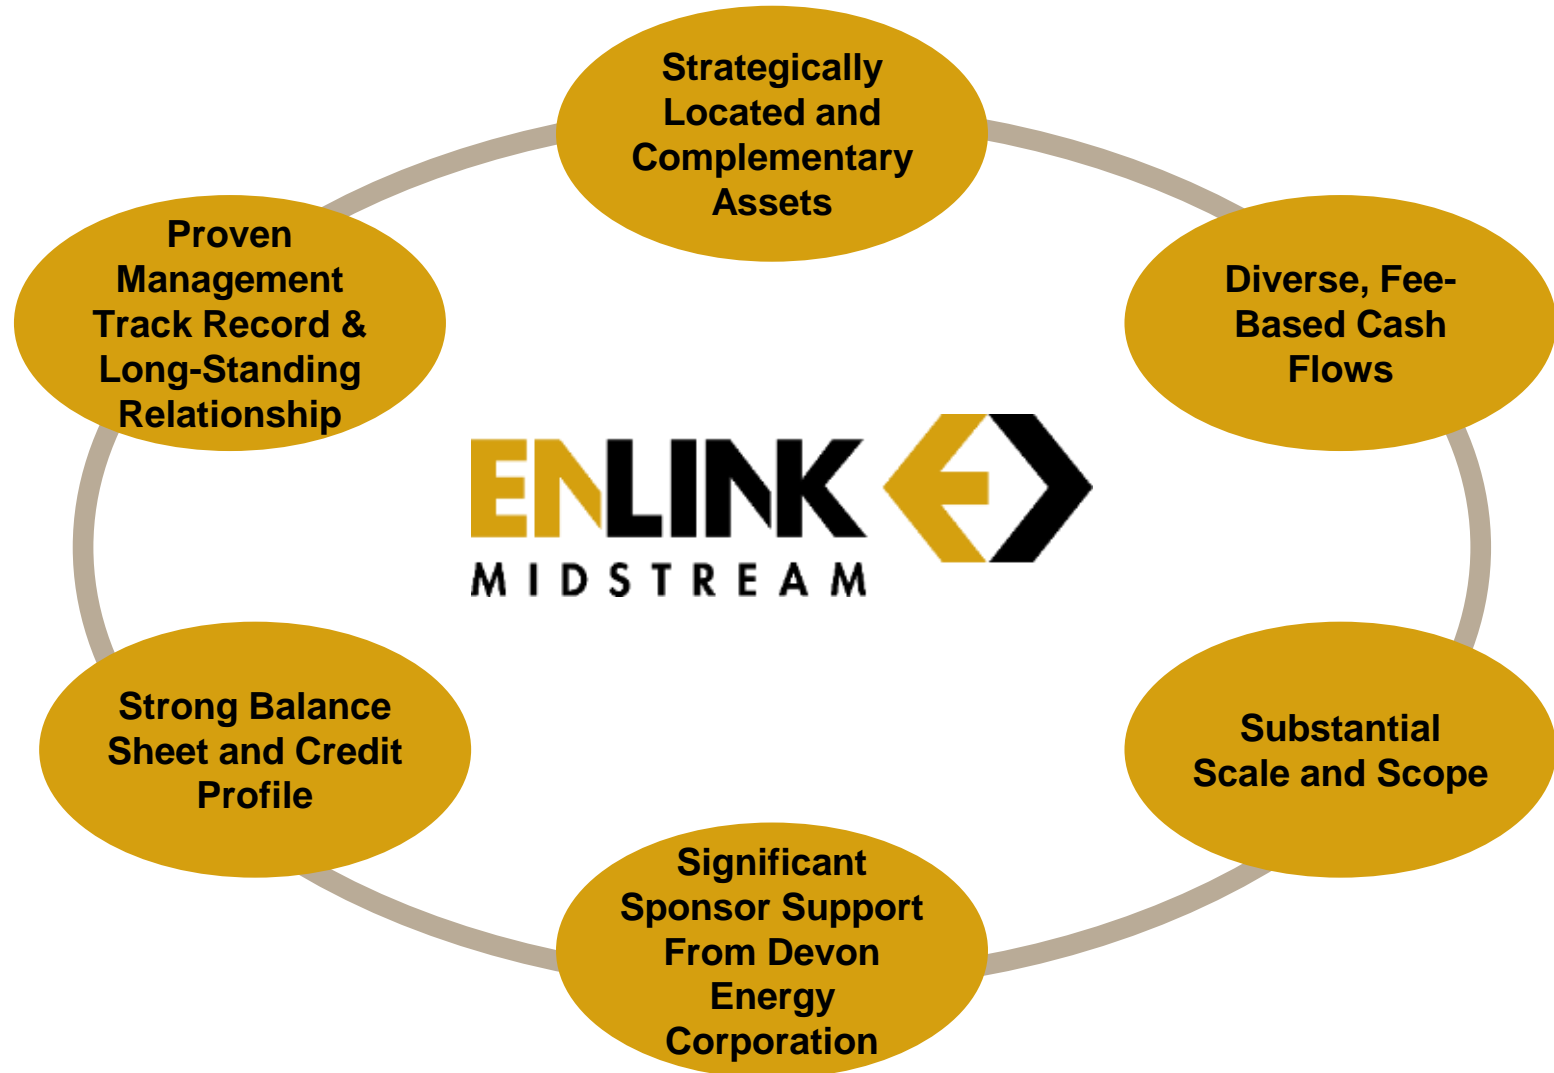 Strategically
Located and
Complementary
Assets
Proven
Management
Track Record &
Long-Standing
Relationship
Diverse, Fee-
Based Cash
Flows
ENLINK
MIDSTREAM
Strong Balance
Sheet and Credit
Profile
Substantial
Scale and Scope
Significant
Sponsor Support
From Devon
Energy
Corporation